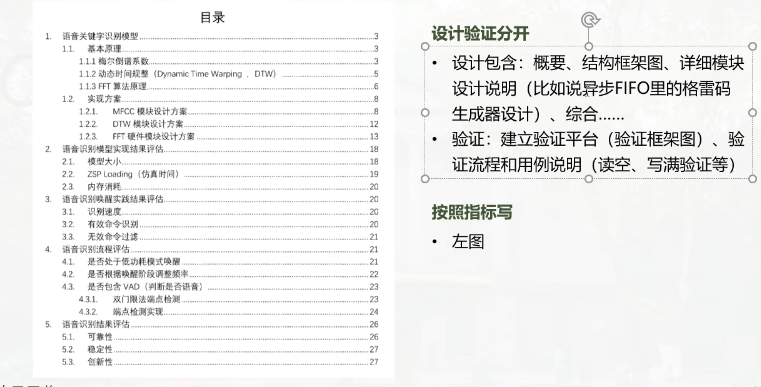 目录
1. 语音关键字识别模型 3
1.1. 基本原理 3
1.1.1 梅尔倒谱系数 3
1.1.2 动态时间规整（Dynamic Time Warping ，DTW） 5
1.1.3 FFT 算法原理 6
1.2. 实现方案 8
1.2.1. MFCC 模块设计方案 8
1.2.2. DTW 模块设计方案 12
1.2.3. FFT 硬件模块设计方案 13
2. 语音识别模型实现结果评估 18
2.1. 模型大小 18
2.2. ZSP Loading（仿真时间） 19
2.3. 内存消耗 20
3. 语音识别唤醒实践结果评估 20
3.1. 识别速度 20
3.2. 有效命令识别 20
3.3. 无效命令过滤 21
4. 语音识别流程评估 21
4.1. 是否处于低功耗模式唤醒 21
4.2. 是否根据唤醒阶段调整频率 22
4.3. 是否包含 VAD（判断是否语音） 23
4.3.1. 双门限法端点检测 23
4.3.2. 端点检测实现 24
5. 语音识别结果评估 26
5.1. 可靠性 26
5.2. 稳定性 27
5.3. 创新性 27
设计验证分开
• 设计包含：概要、结构框架图、详细模块
设计说明（比如说异步FIFO里的格雷码
生成器设计）、综合......
• 验证：建立验证平台（验证框架图）、验
证流程和用例说明（读空、写满验证等）
按照指标写
• 左图